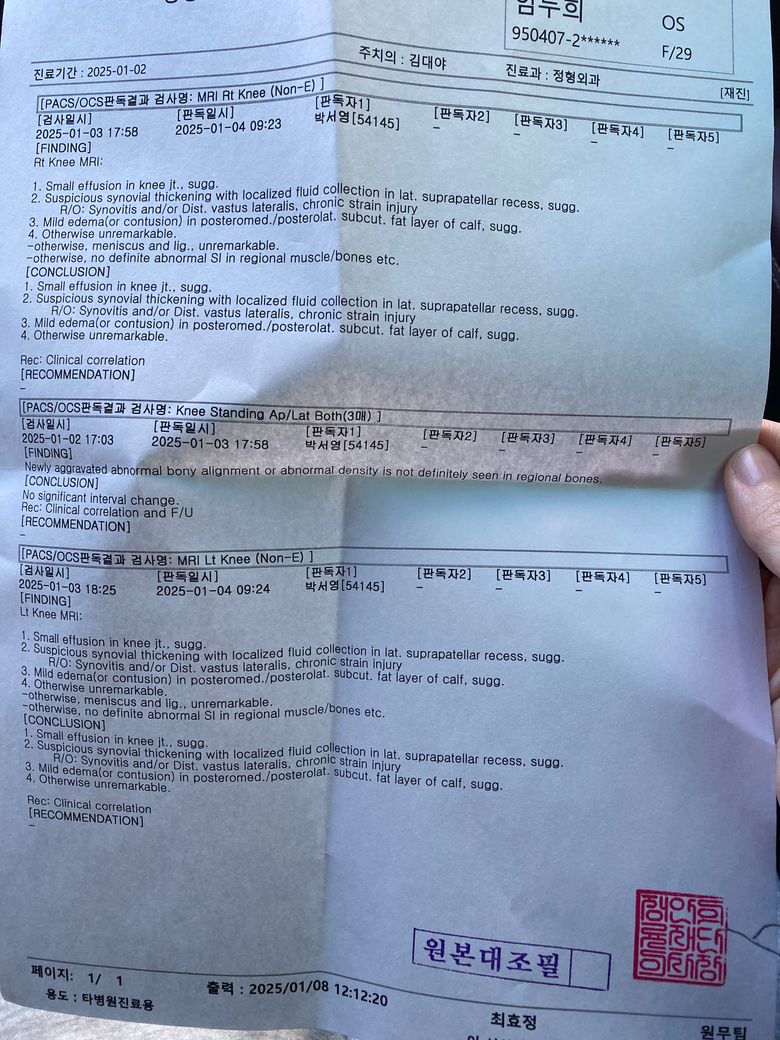 임두희
950407-2******
OS
F/29
진료기간 : 2025-01-02
주치의 : 김대야
진료과 : 정형외과
[재진]
[PACS/OCS판독결과 검사명: MRI Rt Knee (Non-E) ]
[검사일시] [판독일시] [판독자1] [판독자2] [판독자3] [판독자4] [판독자5]
2025-01-03 17:58 2025-01-04 09:23 박서영[54145] – – – –
[FINDING]
Rt Knee MRI:
1. Small effusion in knee jt., sugg.
2. Suspicious synovial thickening with localized fluid collection in lat. suprapatellar recess, sugg.
R/O: Synovitis and/or Dist. vastus lateralis, chronic strain injury
3. Mild edema(or contusion) in posteromed./posterolat. subcut. fat layer of calf, sugg.
4. Otherwise unremarkable.
-otherwise, meniscus and lig., unremarkable.
-otherwise, no definite abnormal SI in regional muscle/bones etc.
[CONCLUSION]
1. Small effusion in knee jt., sugg.
2. Suspicious synovial thickening with localized fluid collection in lat. suprapatellar recess, sugg.
R/O: Synovitis and/or Dist. vastus lateralis, chronic strain injury
3. Mild edema(or contusion) in posteromed./posterolat. subcut. fat layer of calf, sugg.
4. Otherwise unremarkable.
Rec: Clinical correlation
[RECOMMENDATION]
–
[PACS/OCS판독결과 검사명: Knee Standing Ap/Lat Both(3매) ]
[검사일시] [판독일시] [판독자1] [판독자2] [판독자3] [판독자4] [판독자5]
2025-01-02 17:03 2025-01-03 17:58 박서영[54145] – – – –
[FINDING]
Newly aggravated abnormal bony alignment or abnormal density is not definitely seen in regional bones.
[CONCLUSION]
No significant interval change.
Rec: Clinical correlation and F/U
[RECOMMENDATION]
–
[PACS/OCS판독결과 검사명: MRI Lt Knee (Non-E) ]
[검사일시] [판독일시] [판독자1] [판독자2] [판독자3] [판독자4] [판독자5]
2025-01-03 18:25 2025-01-04 09:24 박서영[54145] – – – –
[FINDING]
Lt Knee MRI:
1. Small effusion in knee jt., sugg.
2. Suspicious synovial thickening with localized fluid collection in lat. suprapatellar recess, sugg.
R/O: Synovitis and/or Dist. vastus lateralis, chronic strain injury
3. Mild edema(or contusion) in posteromed./posterolat. subcut. fat layer of calf, sugg.
4. Otherwise unremarkable.
-otherwise, meniscus and lig., unremarkable.
-otherwise, no definite abnormal SI in regional muscle/bones etc.
[CONCLUSION]
1. Small effusion in knee jt., sugg.
2. Suspicious synovial thickening with localized fluid collection in lat. suprapatellar recess, sugg.
R/O: Synovitis and/or Dist. vastus lateralis, chronic strain injury
3. Mild edema(or contusion) in posteromed./posterolat. subcut. fat layer of calf, sugg.
4. Otherwise unremarkable.
Rec: Clinical correlation
[RECOMMENDATION]
–
원본대조필
페이지: 1/ 1
용도 : 타병원진료용
출력 : 2025/01/08 12:12:20
최효정
원무팀